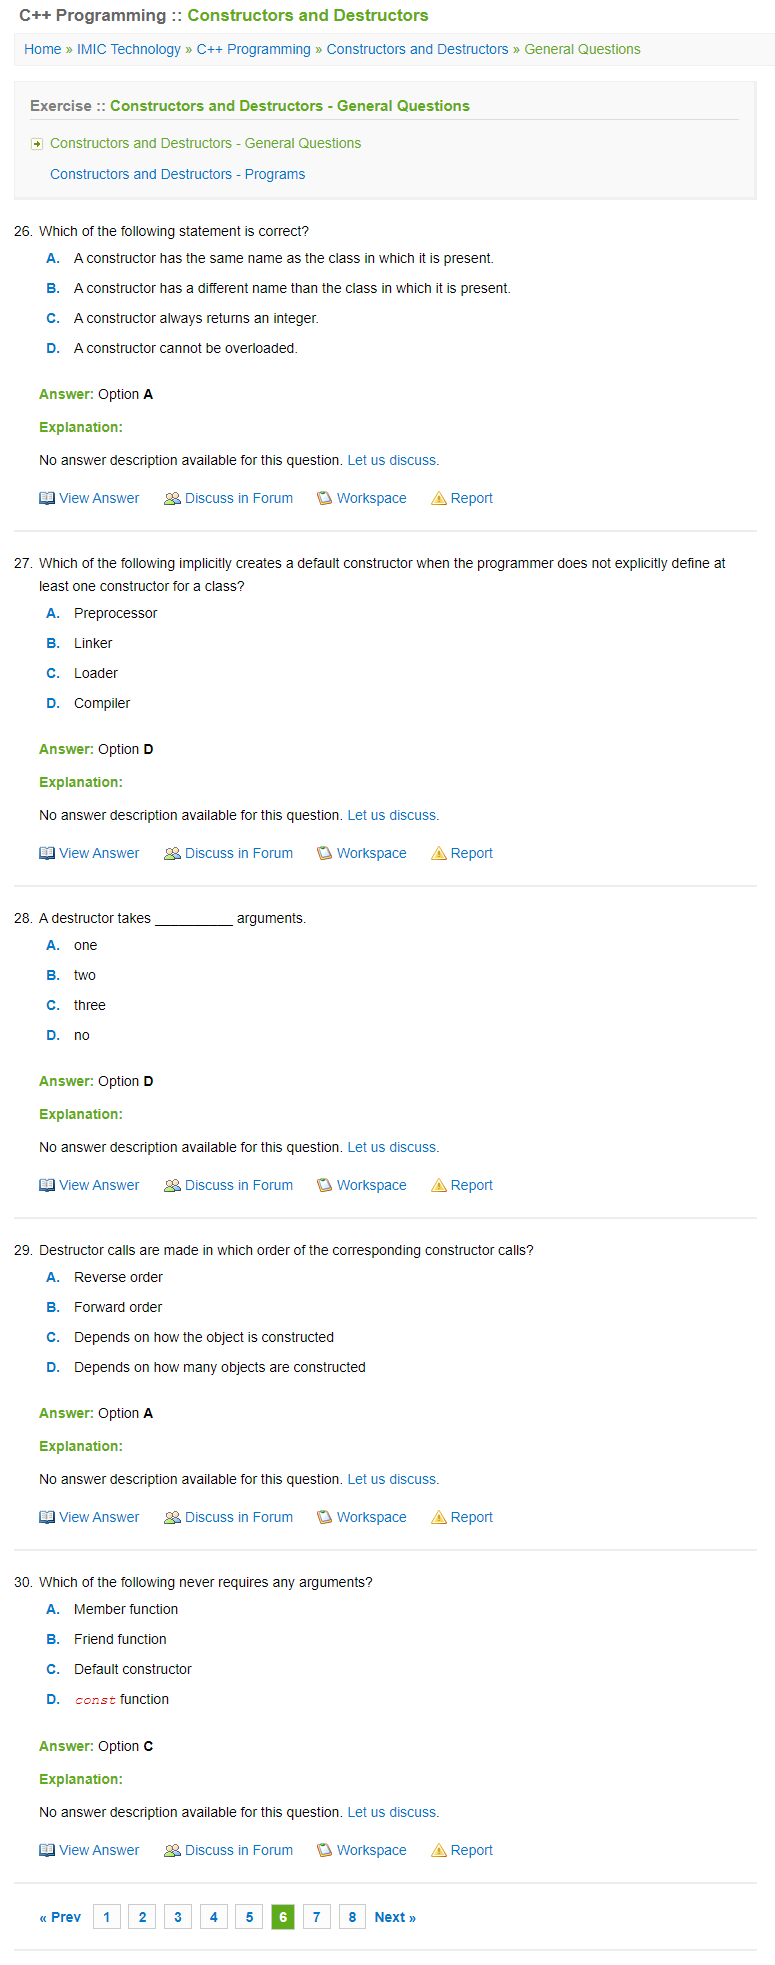 C++ Programming :: Constructors and Destructors
Home » IMIC Technology » C++ Programming » Constructors and Destructors » General Questions
Exercise :: Constructors and Destructors - General Questions
Constructors and Destructors - General Questions
Constructors and Destructors - Programs
26. Which of the following statement is correct?
A. A constructor has the same name as the class in which it is present.
B. A constructor has a different name than the class in which it is present.
C. A constructor always returns an integer.
D. A constructor cannot be overloaded.
Answer: Option A
Explanation:
No answer description available for this question. Let us discuss.
View Answer Discuss in Forum Workspace Report
27. Which of the following implicitly creates a default constructor when the programmer does not explicitly define at
least one constructor for a class?
A. Preprocessor
B. Linker
C. Loader
D. Compiler
Answer: Option D
Explanation:
No answer description available for this question. Let us discuss.
View Answer Discuss in Forum Workspace Report
28. A destructor takes __________ arguments.
A. one
B. two
C. three
D. no
Answer: Option D
Explanation:
No answer description available for this question. Let us discuss.
View Answer Discuss in Forum Workspace Report
29. Destructor calls are made in which order of the corresponding constructor calls?
A. Reverse order
B. Forward order
C. Depends on how the object is constructed
D. Depends on how many objects are constructed
Answer: Option A
Explanation:
No answer description available for this question. Let us discuss.
View Answer Discuss in Forum Workspace Report
30. Which of the following never requires any arguments?
A. Member function
B. Friend function
C. Default constructor
D. const function
Answer: Option C
Explanation:
No answer description available for this question. Let us discuss.
View Answer Discuss in Forum Workspace Report
« Prev 1 2 3 4 5 6 7 8 Next »